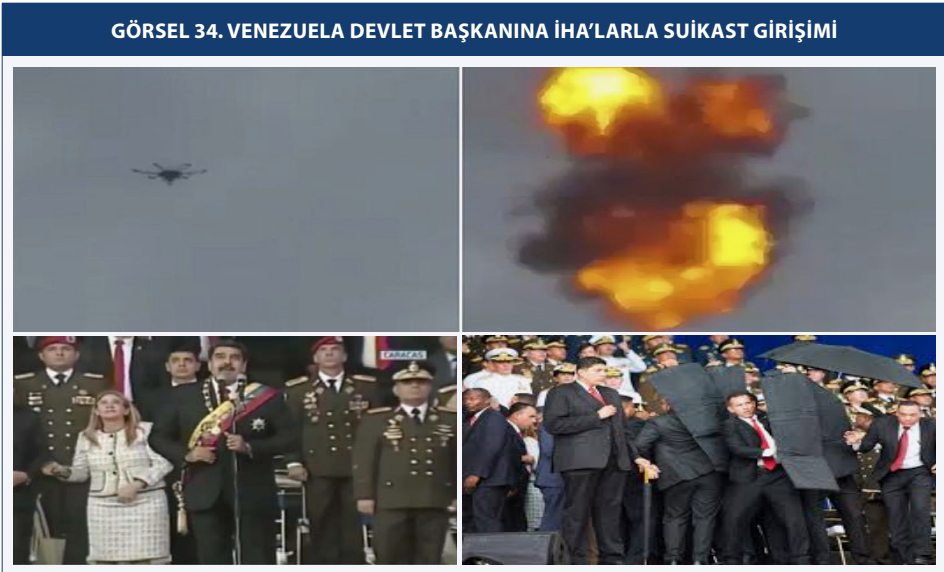 GÖRSEL 34. VENEZUELA DEVLET BAŞKANINA İHA’LARLA SUİKAST GİRİŞİMİ
CARACAS